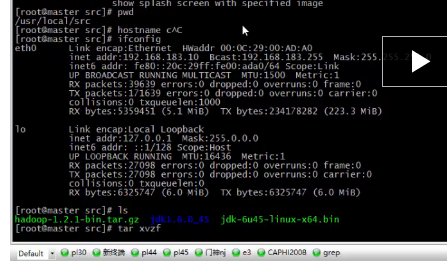 show splash screen with specified image
[root@master src]# pwd
/usr/local/src
[root@master src]# hostname c^C
[root@master src]# ifconfig
eth0 Link encap:Ethernet HWaddr 00:0C:29:00:AD:A0
inet addr:192.168.183.10 Bcast:192.168.183.255 Mask:255.
inet6 addr: fe80::20c:29ff:fe00:ada0/64 Scope:Link
UP BROADCAST RUNNING MULTICAST MTU:1500 Metric:1
RX packets:39639 errors:0 dropped:0 overruns:0 frame:0
TX packets:171639 errors:0 dropped:0 overruns:0 carrier:0
collisions:0 txqueuelen:1000
RX bytes:5359451 (5.1 MiB) TX bytes:234178282 (223.3 MiB)
lo Link encap:Local Loopback
inet addr:127.0.0.1 Mask:255.0.0.0
inet6 addr: ::1/128 Scope:Host
UP LOOPBACK RUNNING MTU:16436 Metric:1
RX packets:27098 errors:0 dropped:0 overruns:0 frame:0
TX packets:27098 errors:0 dropped:0 overruns:0 carrier:0
collisions:0 txqueuelen:0
RX bytes:6325747 (6.0 MiB) TX bytes:6325747 (6.0 MiB)
[root@master src]# ls
hadoop-1.2.1-bin.tar.gz jdk1.6.0_45 jdk-6u45-linux-x64.bin
[root@master src]# tar xvzf
Default pl30 新终端 pl44 pl45 门神nj e3 CAPHI2008 grep